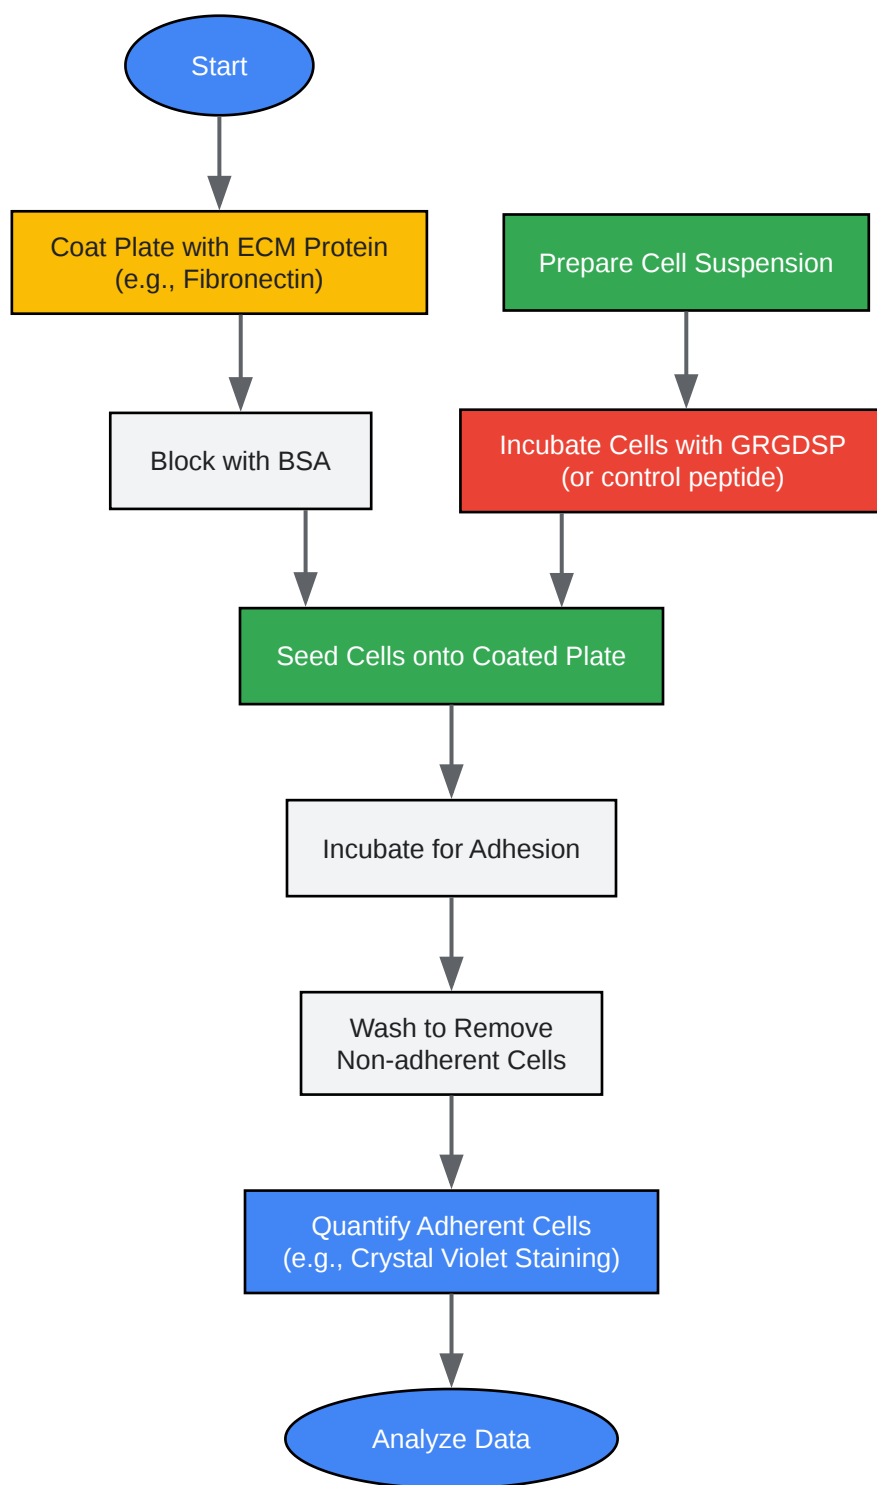 Start
Coat Plate with ECM Protein
(e.g., Fibronectin)
Prepare Cell Suspension
Block with BSA
Incubate Cells with GRGDSP
(or control peptide)
Seed Cells onto Coated Plate
Incubate for Adhesion
Wash to Remove
Non-adherent Cells
Quantify Adherent Cells
(e.g., Crystal Violet Staining)
Analyze Data